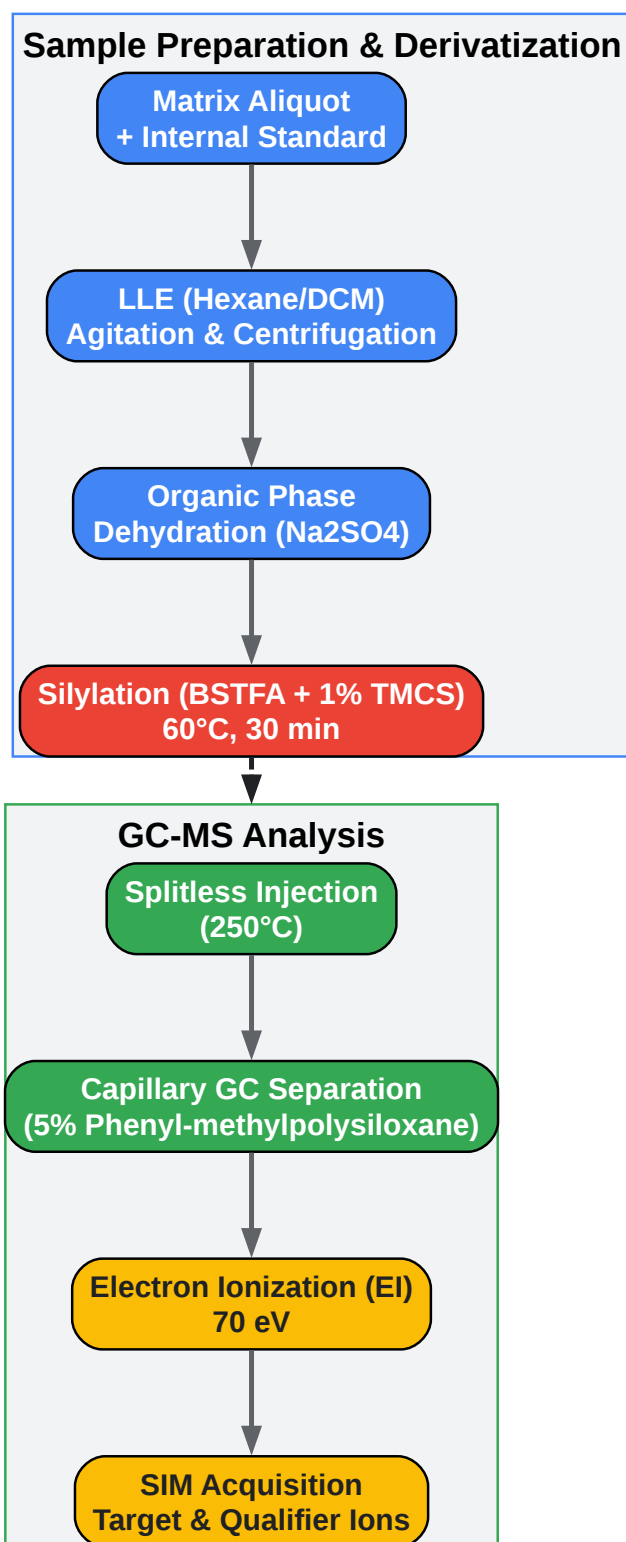 Sample Preparation & Derivatization
Matrix Aliquot
+ Internal Standard
LLE (Hexane/DCM)
Agitation & Centrifugation
Organic Phase
Dehydration (Na2SO4)
Silylation (BSTFA + 1% TMCS)
60°C, 30 min
GC-MS Analysis
Splitless Injection
(250°C)
Capillary GC Separation
(5% Phenyl-methylpolysiloxane)
Electron Ionization (EI)
70 eV
SIM Acquisition
Target & Qualifier Ions